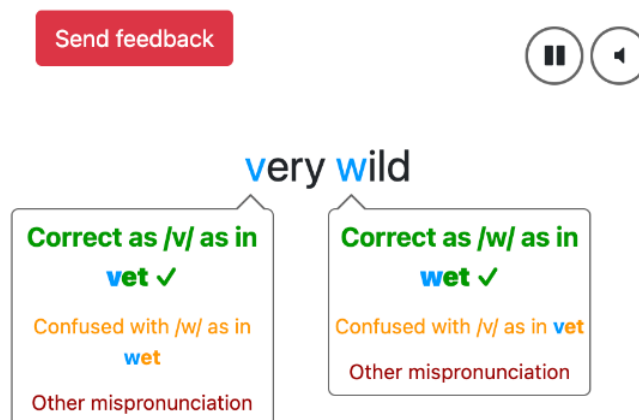 Send feedback
very wild
Correct as /v/ as in
vet ✓
Confused with /w/ as in
wet
Other mispronunciation
Correct as /w/ as in
wet ✓
Confused with /v/ as in vet
Other mispronunciation